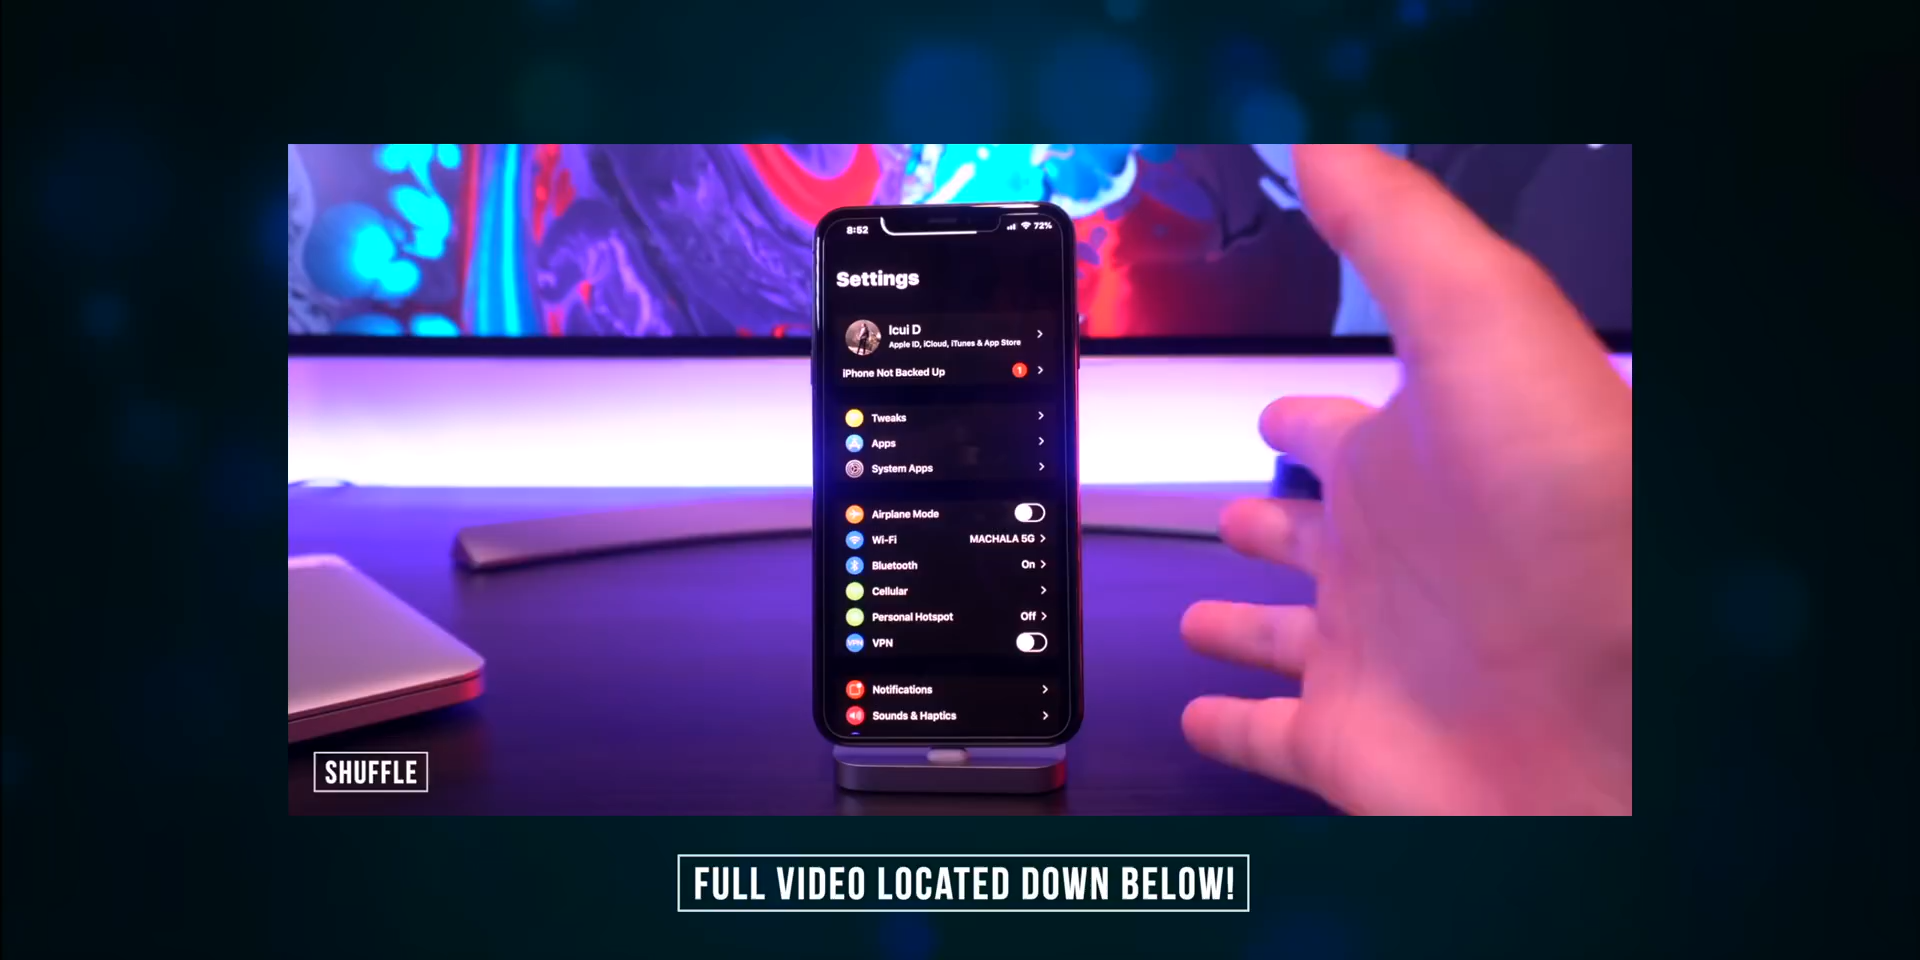 8:52
72%
Settings
Icui D
Apple ID, iCloud, iTunes & App Store
iPhone Not Backed Up 1
Tweaks
Apps
System Apps
Airplane Mode
Wi-Fi MACHALA 5G
Bluetooth On
Cellular
Personal Hotspot Off
VPN VPN
Notifications
Sounds & Haptics
SHUFFLE
FULL VIDEO LOCATED DOWN BELOW!